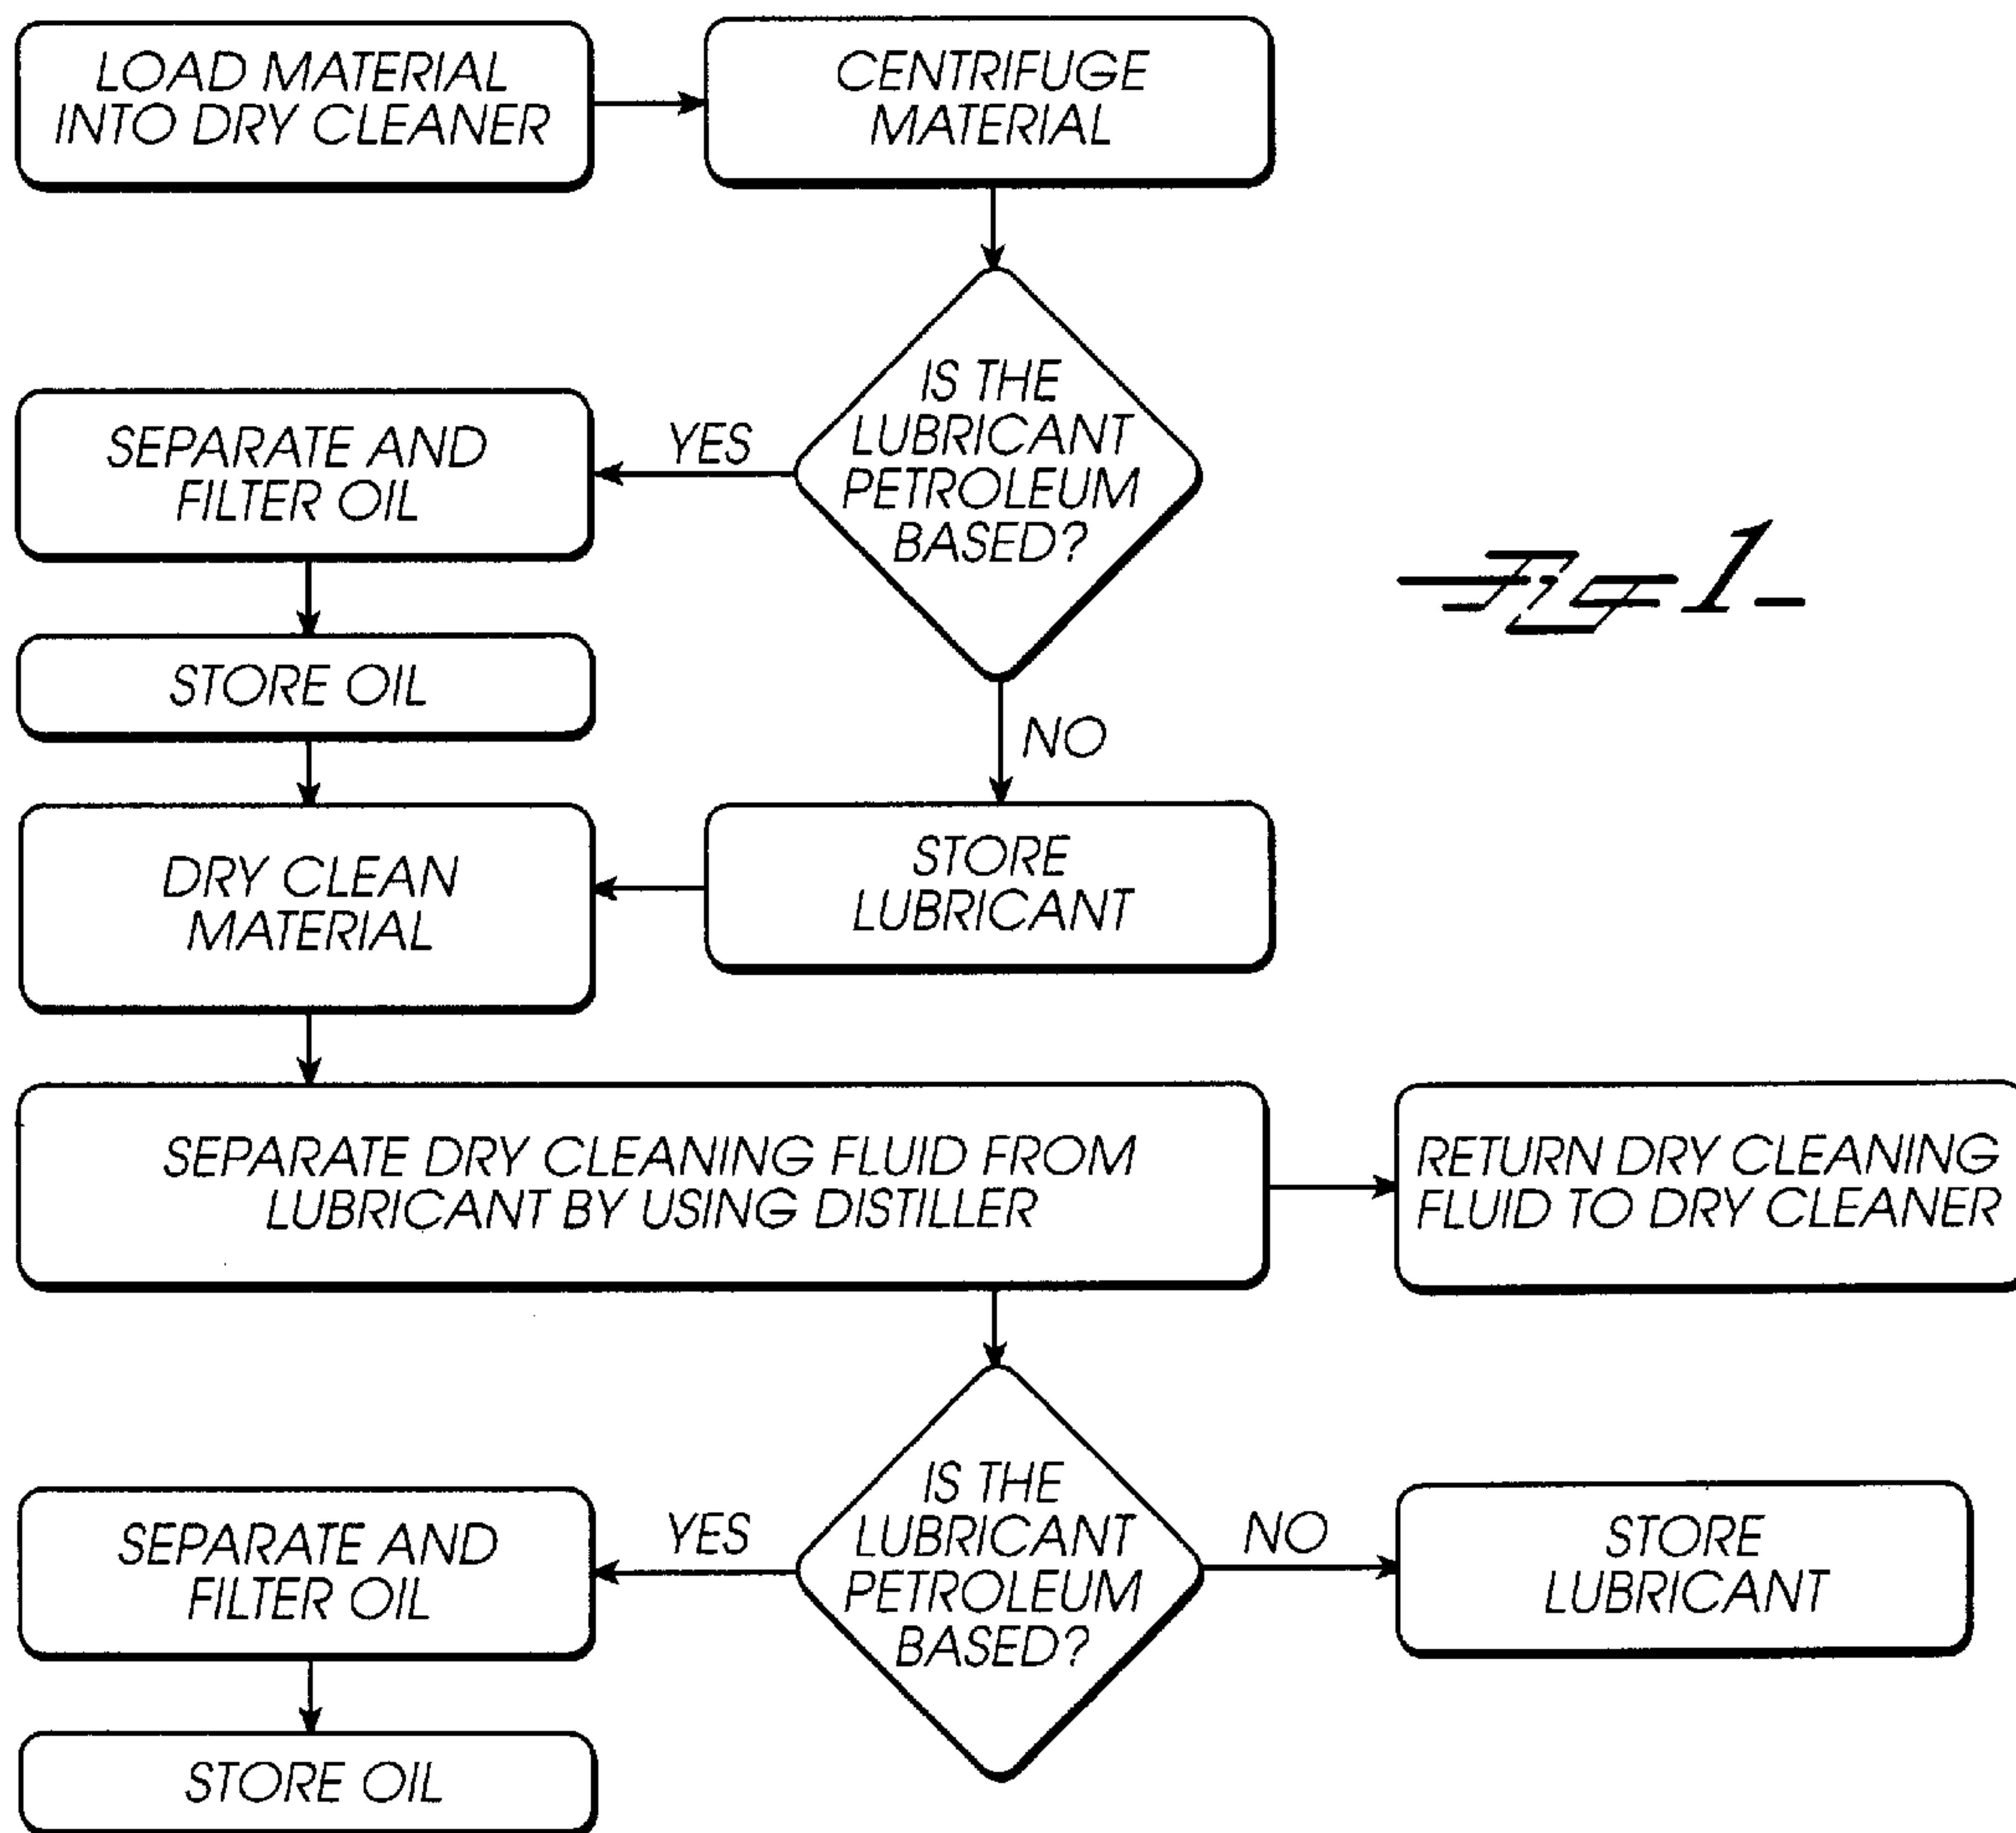 LOAD MATERIAL
INTO DRY CLEANER
CENTRIFUGE
MATERIAL
IS THE
LUBRICANT
PETROLEUM
BASED?
YES
SEPARATE AND
FILTER OIL
Fig 1
STORE OIL
NO
DRY CLEAN
MATERIAL
STORE
LUBRICANT
SEPARATE DRY CLEANING FLUID FROM
LUBRICANT BY USING DISTILLER
RETURN DRY CLEANING
FLUID TO DRY CLEANER
IS THE
LUBRICANT
PETROLEUM
BASED?
YES
NO
SEPARATE AND
FILTER OIL
STORE
LUBRICANT
STORE OIL